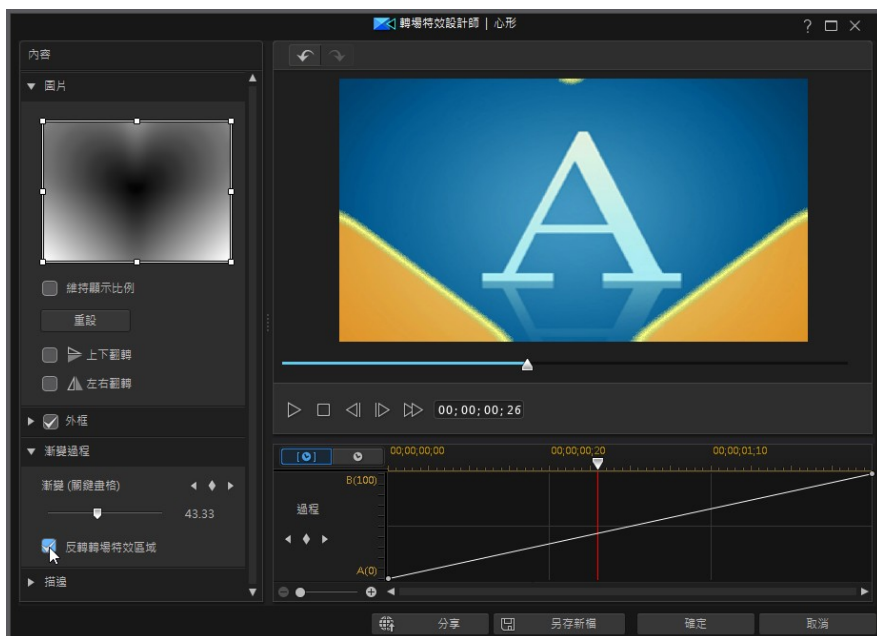 轉場特效設計師 | 心形
內容
圖片
維持顯示比例
重設
上下翻轉
左右翻轉
外框
漸變過程
漸變 (關鍵畫格)
43.33
反轉轉場特效區域
描邊
A
00;00;00;26
00;00;00;00 00;00;00;20 00;00;01;10
B(100)
過程
A(0)
分享 另存新檔 確定 取消